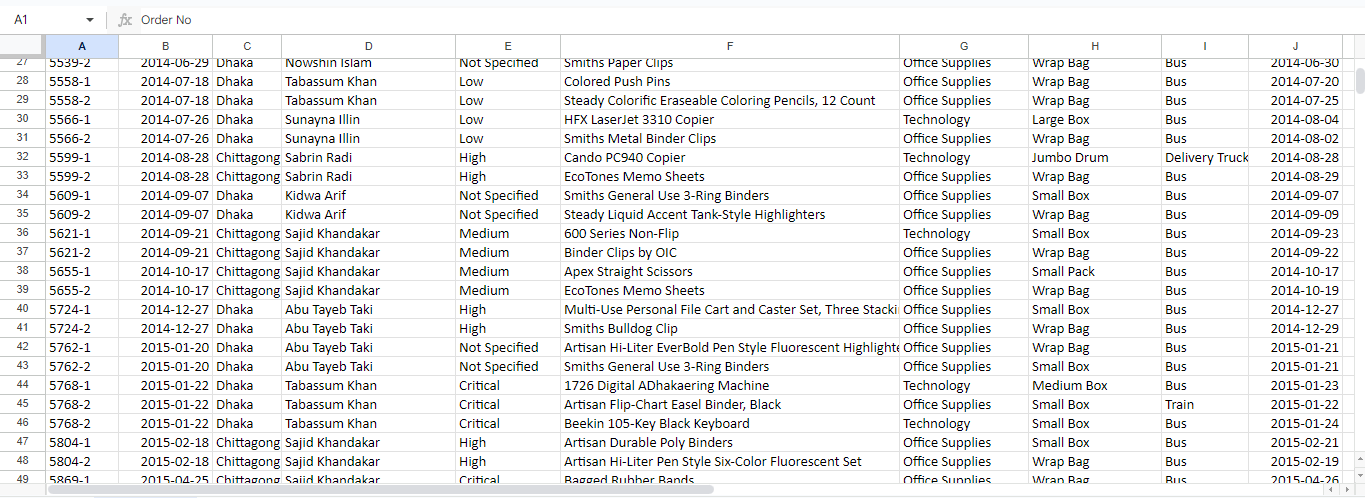 A1 fx Order No
A B C D E F G H I J
27 5539-2 2014-06-29 Dhaka Nowshin Islam Not Specified Smiths Paper Clips Office Supplies Wrap Bag Bus 2014-06-30
28 5558-1 2014-07-18 Dhaka Tabassum Khan Low Colored Push Pins Office Supplies Wrap Bag Bus 2014-07-20
29 5558-2 2014-07-18 Dhaka Tabassum Khan Low Steady Colorific Eraseable Coloring Pencils, 12 Count Office Supplies Wrap Bag Bus 2014-07-25
30 5566-1 2014-07-26 Dhaka Sunayna Illin Low HFX LaserJet 3310 Copier Technology Large Box Bus 2014-08-04
31 5566-2 2014-07-26 Dhaka Sunayna Illin Low Smiths Metal Binder Clips Office Supplies Wrap Bag Bus 2014-08-02
32 5599-1 2014-08-28 Chittagong Sabrin Radi High Cando PC940 Copier Technology Jumbo Drum Delivery Truck 2014-08-28
33 5599-2 2014-08-28 Chittagong Sabrin Radi High EcoTones Memo Sheets Office Supplies Wrap Bag Bus 2014-08-29
34 5609-1 2014-09-07 Dhaka Kidwa Arif Not Specified Smiths General Use 3-Ring Binders Office Supplies Small Box Bus 2014-09-07
35 5609-2 2014-09-07 Dhaka Kidwa Arif Not Specified Steady Liquid Accent Tank-Style Highlighters Office Supplies Wrap Bag Bus 2014-09-09
36 5621-1 2014-09-21 Chittagong Sajid Khandakar Medium 600 Series Non-Flip Technology Small Box Bus 2014-09-23
37 5621-2 2014-09-21 Chittagong Sajid Khandakar Medium Binder Clips by OIC Office Supplies Wrap Bag Bus 2014-09-22
38 5655-1 2014-10-17 Chittagong Sajid Khandakar Medium Apex Straight Scissors Office Supplies Small Pack Bus 2014-10-17
39 5655-2 2014-10-17 Chittagong Sajid Khandakar Medium EcoTones Memo Sheets Office Supplies Wrap Bag Bus 2014-10-19
40 5724-1 2014-12-27 Dhaka Abu Tayeb Taki High Multi-Use Personal File Cart and Caster Set, Three Stacki Office Supplies Small Box Bus 2014-12-27
41 5724-2 2014-12-27 Dhaka Abu Tayeb Taki High Smiths Bulldog Clip Office Supplies Wrap Bag Bus 2014-12-29
42 5762-1 2015-01-20 Dhaka Abu Tayeb Taki Not Specified Artisan Hi-Liter EverBold Pen Style Fluorescent Highlighte Office Supplies Wrap Bag Bus 2015-01-21
43 5762-2 2015-01-20 Dhaka Abu Tayeb Taki Not Specified Smiths General Use 3-Ring Binders Office Supplies Small Box Bus 2015-01-21
44 5768-1 2015-01-22 Dhaka Tabassum Khan Critical 1726 Digital ADhakaering Machine Technology Medium Box Bus 2015-01-23
45 5768-2 2015-01-22 Dhaka Tabassum Khan Critical Artisan Flip-Chart Easel Binder, Black Office Supplies Small Box Train 2015-01-22
46 5768-2 2015-01-22 Dhaka Tabassum Khan Critical Beekin 105-Key Black Keyboard Technology Small Box Bus 2015-01-24
47 5804-1 2015-02-18 Chittagong Sajid Khandakar High Artisan Durable Poly Binders Office Supplies Small Box Bus 2015-02-21
48 5804-2 2015-02-18 Chittagong Sajid Khandakar High Artisan Hi-Liter Pen Style Six-Color Fluorescent Set Office Supplies Wrap Bag Bus 2015-02-19
49 5869-1 2015-04-25 Chittagong Sajid Khandakar Critical Bagged Rubber Bands Office Supplies Wrap Bag Bus 2015-04-26